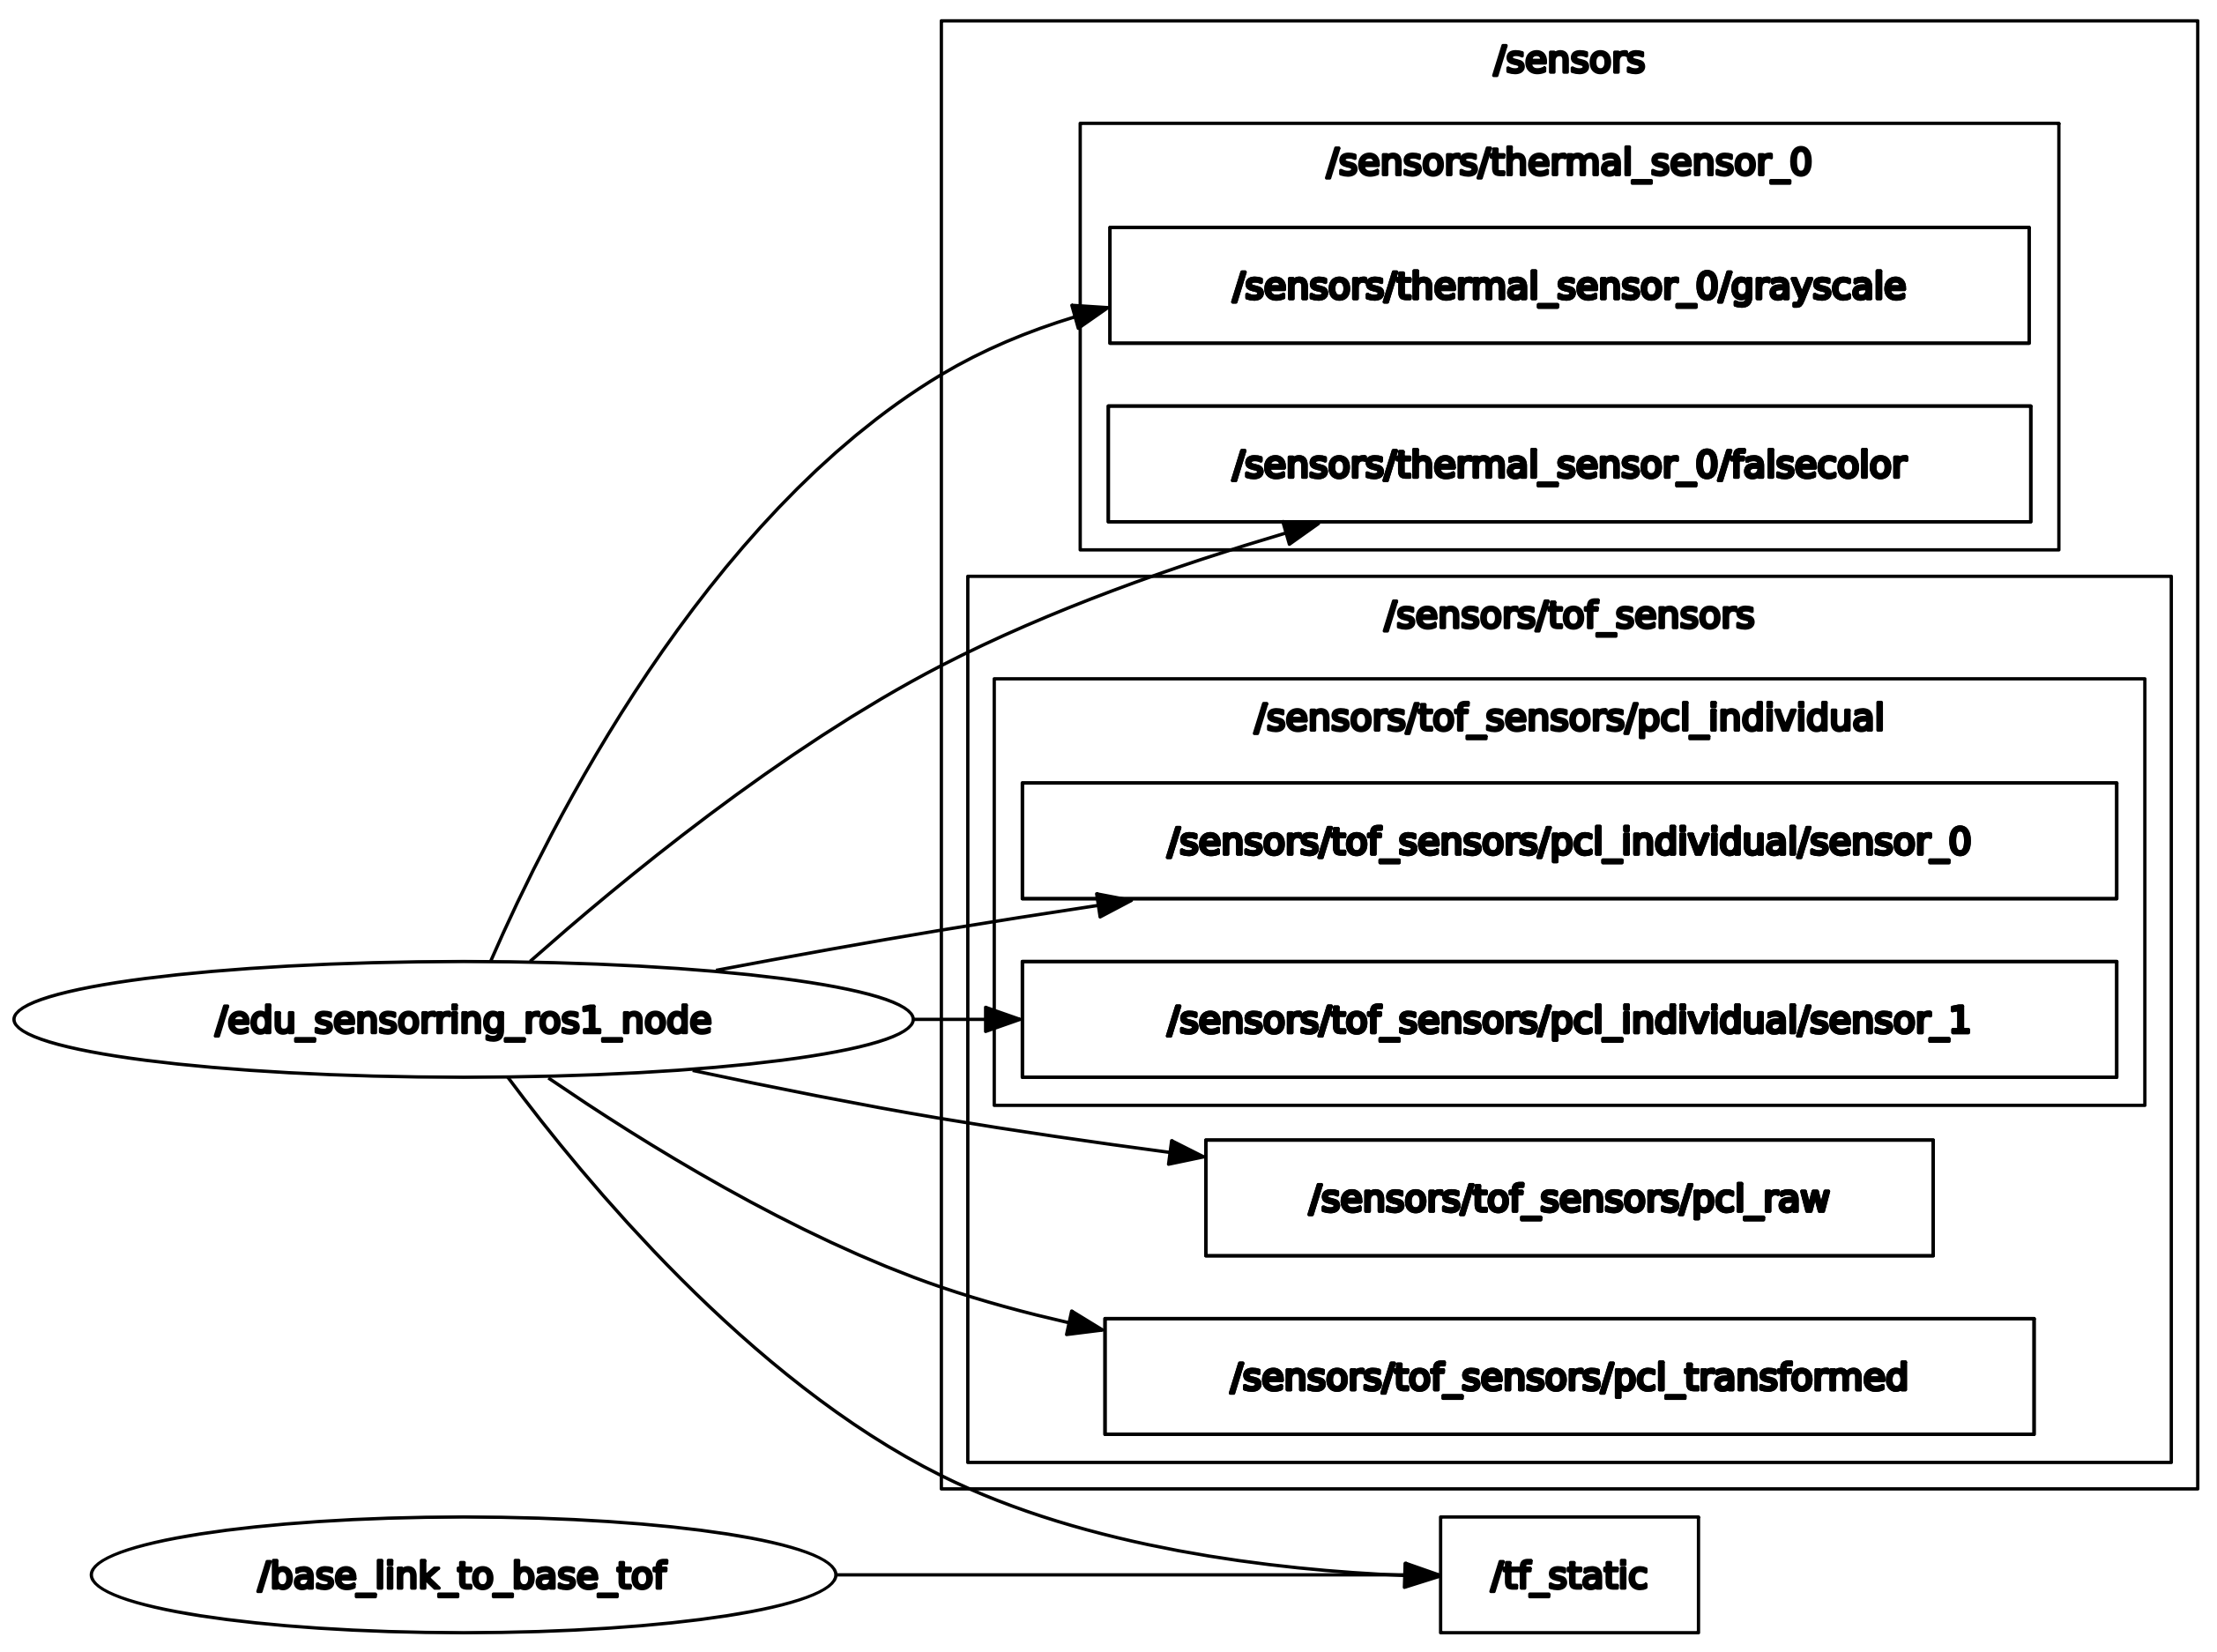 /sensors
/sensors/thermal_sensor_0
/sensors/thermal_sensor_0/grayscale
/sensors/thermal_sensor_0/falsecolor
/sensors/tof_sensors
/sensors/tof_sensors/pcl_individual
/sensors/tof_sensors/pcl_individual/sensor_0
/edu_sensorring_ros1_node
/sensors/tof_sensors/pcl_individual/sensor_1
/sensors/tof_sensors/pcl_raw
/sensors/tof_sensors/pcl_transformed
/base_link_to_base_tof
/tf_static